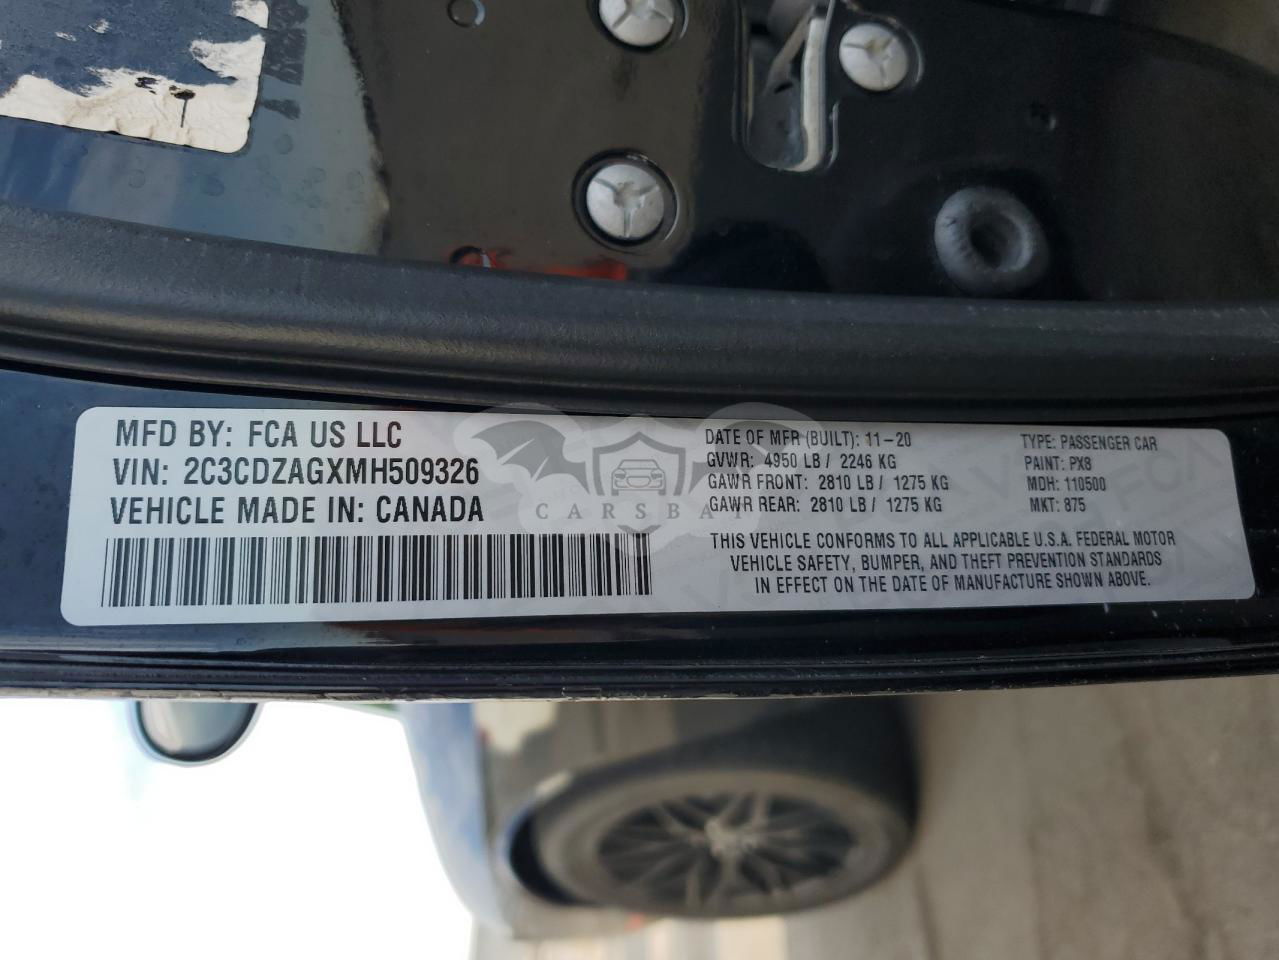 MFD BY: FCA US LLC
VIN: 2C3CDZAGXMH509326
VEHICLE MADE IN: CANADA
DATE OF MFR (BUILT): 11-20
GVWR: 4950 LB / 2246 KG
GAWR FRONT: 2810 LB / 1275 KG
GAWR REAR: 2810 LB / 1275 KG
TYPE: PASSENGER CAR
PAINT: PX8
MDH: 110500
MKT: 875
THIS VEHICLE CONFORMS TO ALL APPLICABLE U.S.A. FEDERAL MOTOR
VEHICLE SAFETY, BUMPER, AND THEFT PREVENTION STANDARDS
IN EFFECT ON THE DATE OF MANUFACTURE SHOWN ABOVE.
CARSBAT